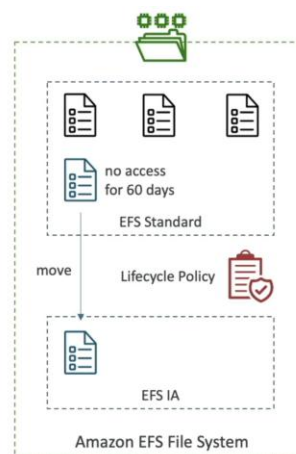 no access
for 60 days
EFS Standard
move
Lifecycle Policy
EFS IA
Amazon EFS File System